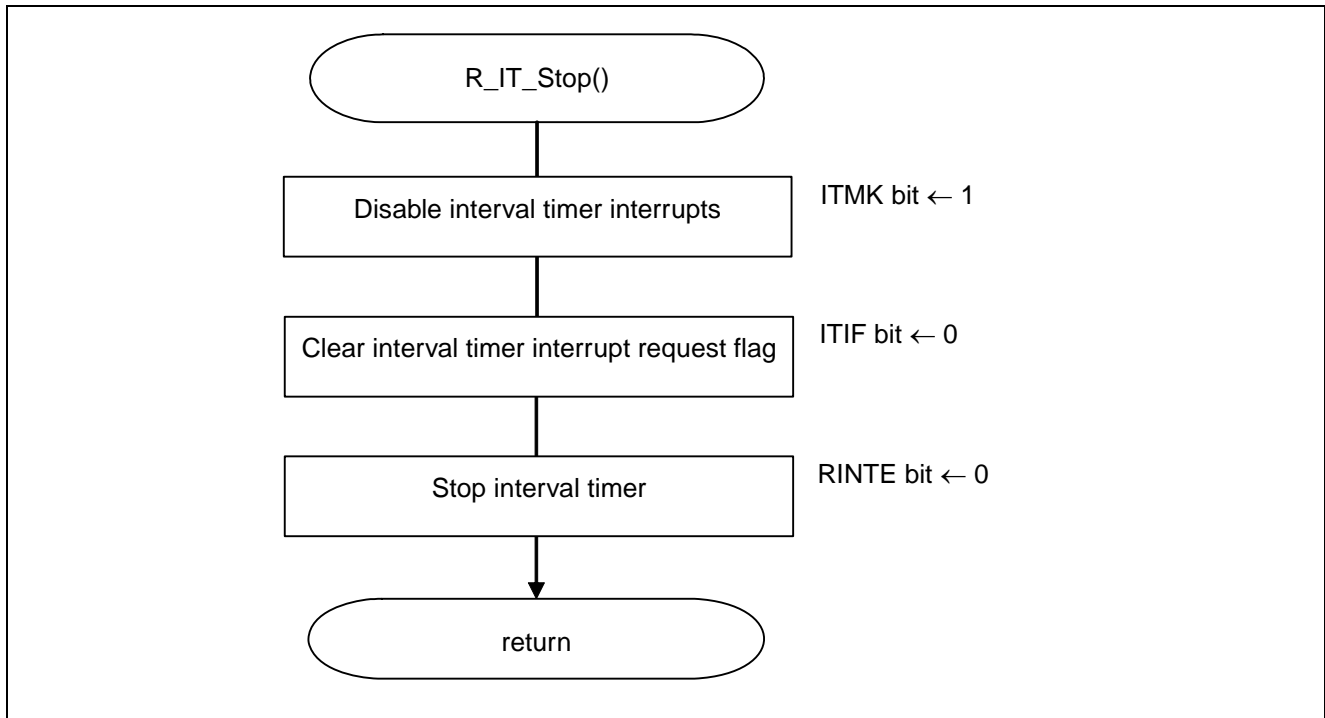 R_IT_Stop()
Disable interval timer interrupts
ITMK bit ← 1
Clear interval timer interrupt request flag
ITIF bit ← 0
Stop interval timer
RINTE bit ← 0
return